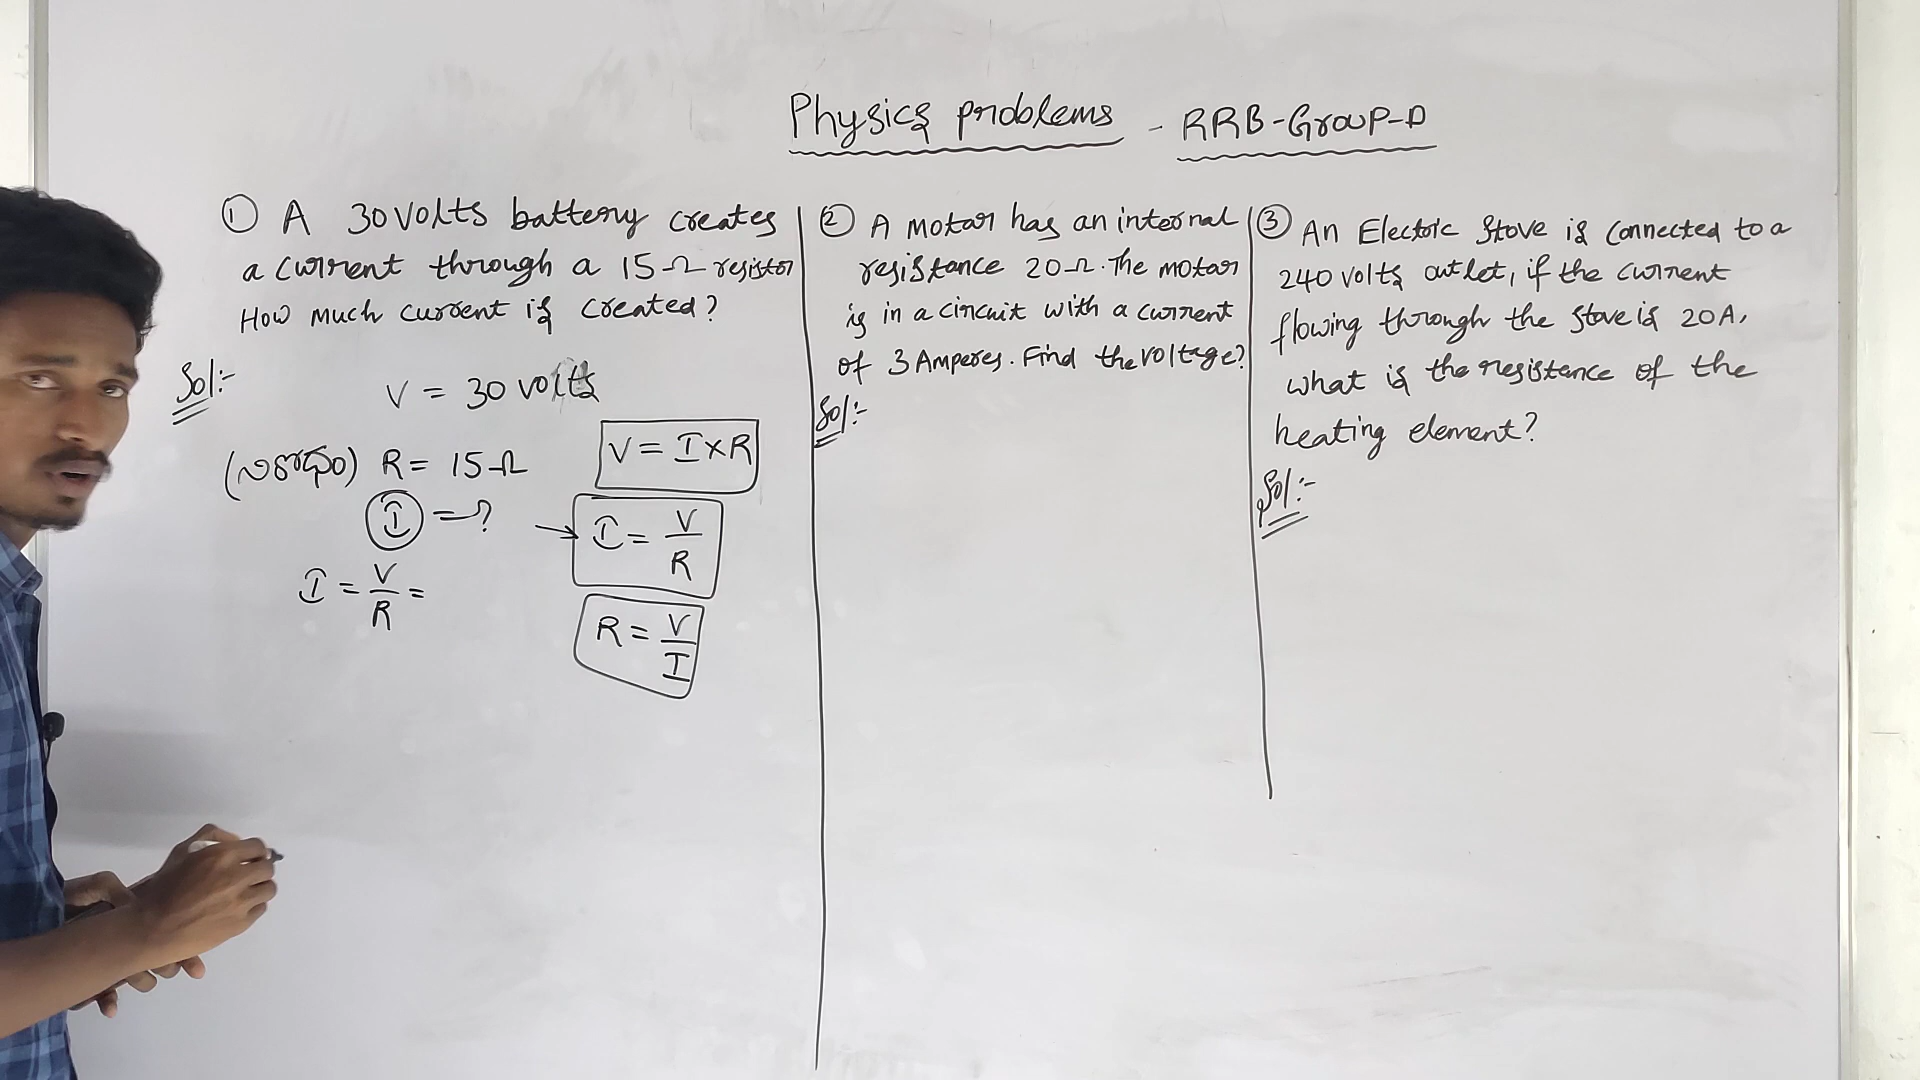 Physics problems - RRB-Group-D
① A 30 volts battery creates
a current through a 15Ω resistor
How much current is created?
Sol:-
V = 30 volts
(నిరోధం) R = 15Ω
V = I×R
I = ?
I = V/R
I = V/R =
R = V/I
② A motor has an internal
resistance 20Ω. The motor
is in a circuit with a current
of 3 Amperes. Find the voltage?
Sol:-
③ An Electric Stove is connected to a
240 volts outlet, if the current
flowing through the stove is 20A,
what is the resistance of the
heating element?
Sol:-